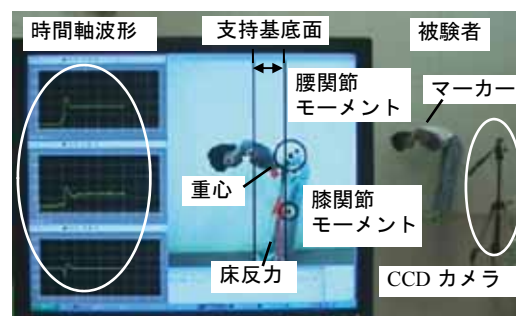 時間軸波形
支持基底面
被験者
腰関節
モーメント
マーカー
重心
膝関節
モーメント
床反力
CCD カメラ